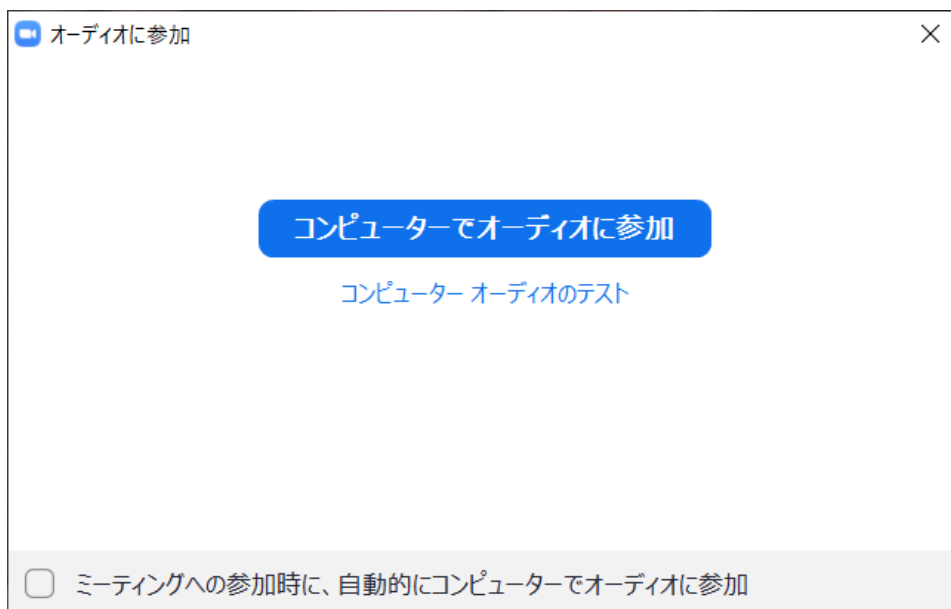 オーディオに参加
コンピューターでオーディオに参加
コンピューター オーディオのテスト
ミーティングへの参加時に、自動的にコンピューターでオーディオに参加